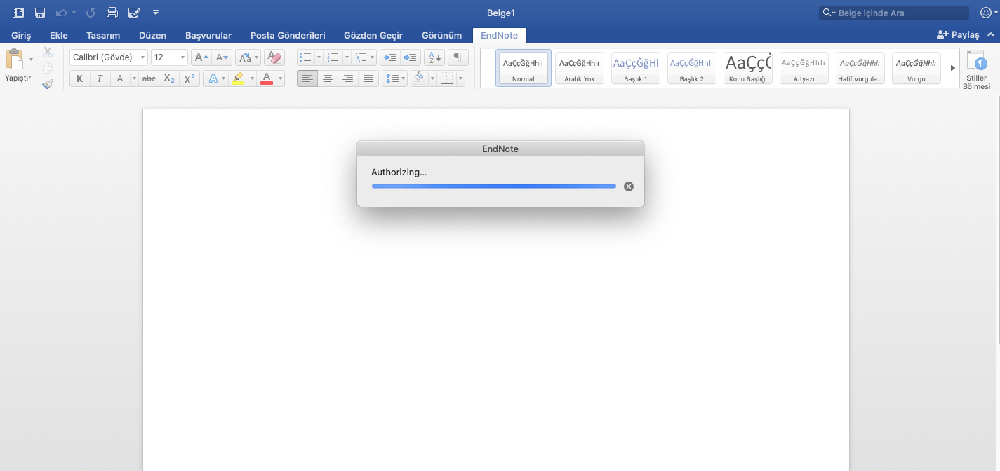 Belge1
Belge içinde Ara
Giriş Ekle Tasarım Düzen Başvurular Posta Gönderileri Gözden Geçir Görünüm EndNote Paylaş
Yapıştır
Calibri (Gövde) 12 A A Aa A
K T A abc X2 X2 A A
A Z
¶
AaÇçĞğHhIı AaÇçĞğHhIı AaÇçĞğHl AaÇçĞğHhIı AaÇçĞ AaÇçĞğHhIı AaÇçĞğHhIı AaÇçĞğHhIı
Normal Aralık Yok Başlık 1 Başlık 2 Konu Başlığı Altyazı Hafif Vurgula... Vurgu
Stiller
Bölmesi
EndNote
Authorizing...